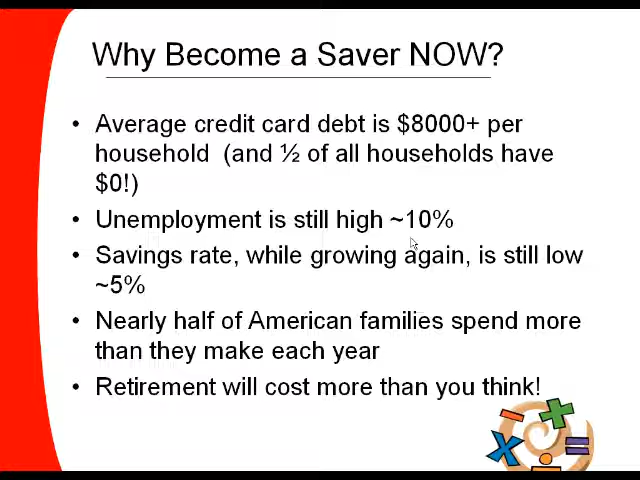 Why Become a Saver NOW?
• Average credit card debt is $8000+ per
household  (and ½ of all households have
$0!)
• Unemployment is still high ~10%
• Savings rate, while growing again, is still low
~5%
• Nearly half of American families spend more
than they make each year
• Retirement will cost more than you think!